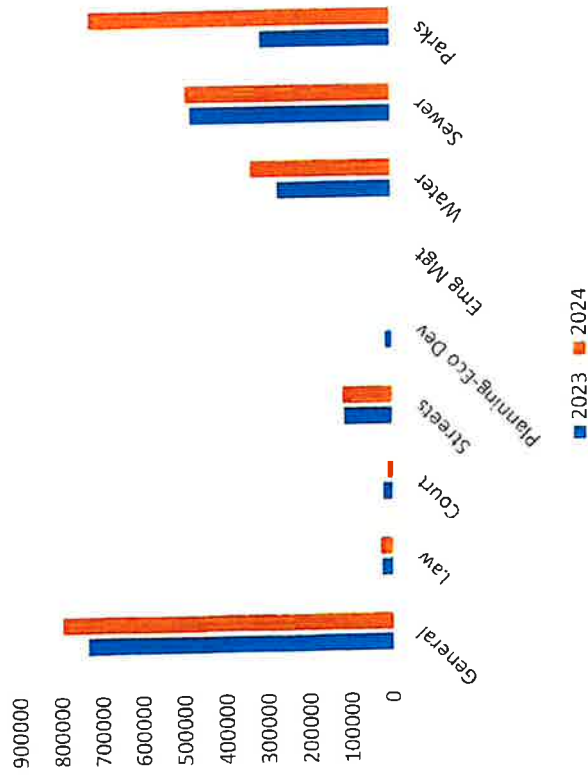 900000
800000
700000
600000
500000
400000
300000
200000
100000
0
General
Law
Court
Streets
Planning-Eco Dev
Emg Mgt
Water
Sewer
Parks
2023 2024